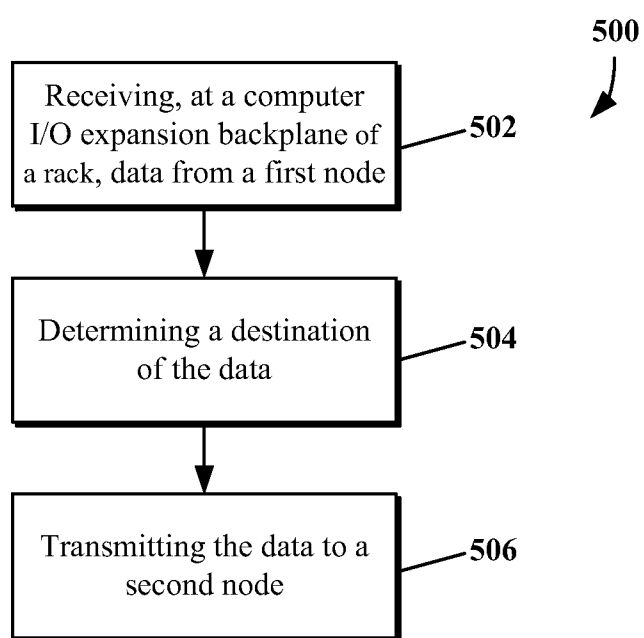 500
Receiving, at a computer
I/O expansion backplane of
a rack, data from a first node
502
Determining a destination
of the data
504
Transmitting the data to a
second node
506